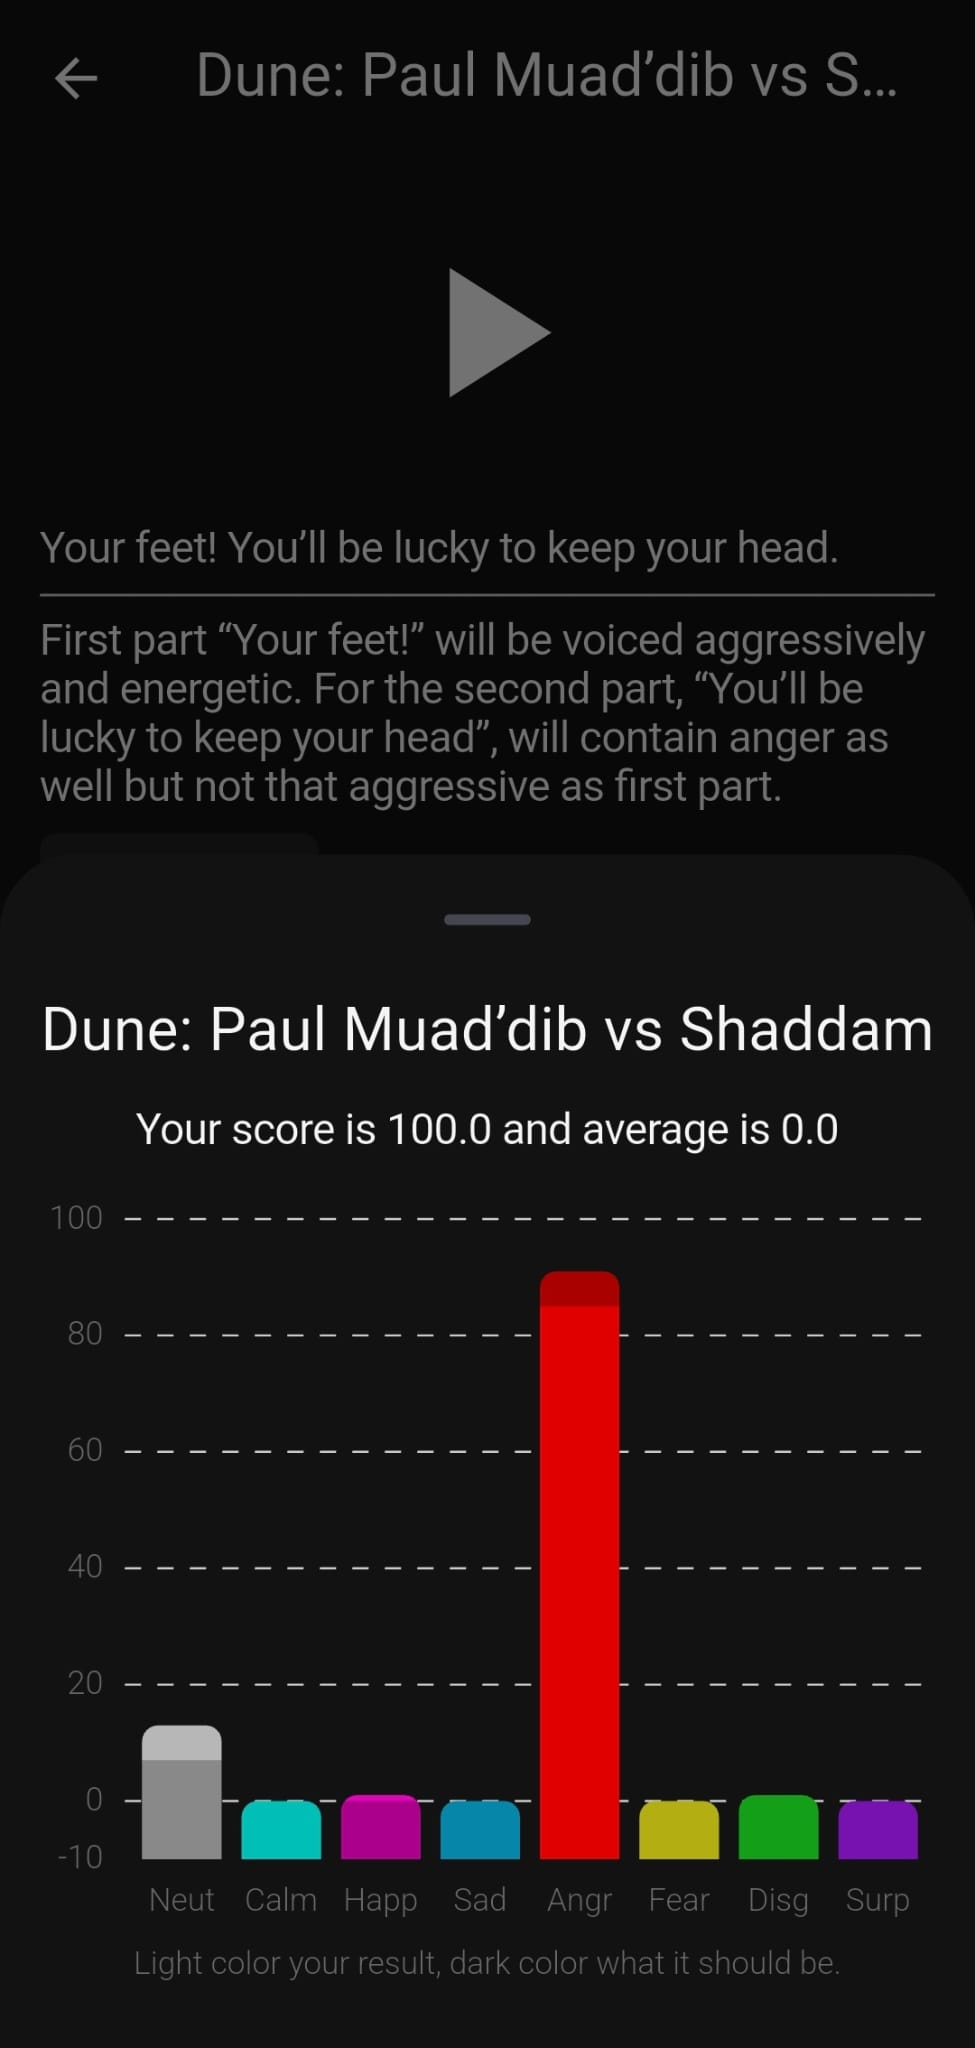 Dune: Paul Muad’dib vs S...
Your feet! You’ll be lucky to keep your head.
First part “Your feet!” will be voiced aggressively
and energetic. For the second part, “You’ll be
lucky to keep your head”, will contain anger as
well but not that aggressive as first part.
Dune: Paul Muad’dib vs Shaddam
Your score is 100.0 and average is 0.0
100
80
60
40
20
0
-10
Neut Calm Happ Sad Angr Fear Disg Surp
Light color your result, dark color what it should be.